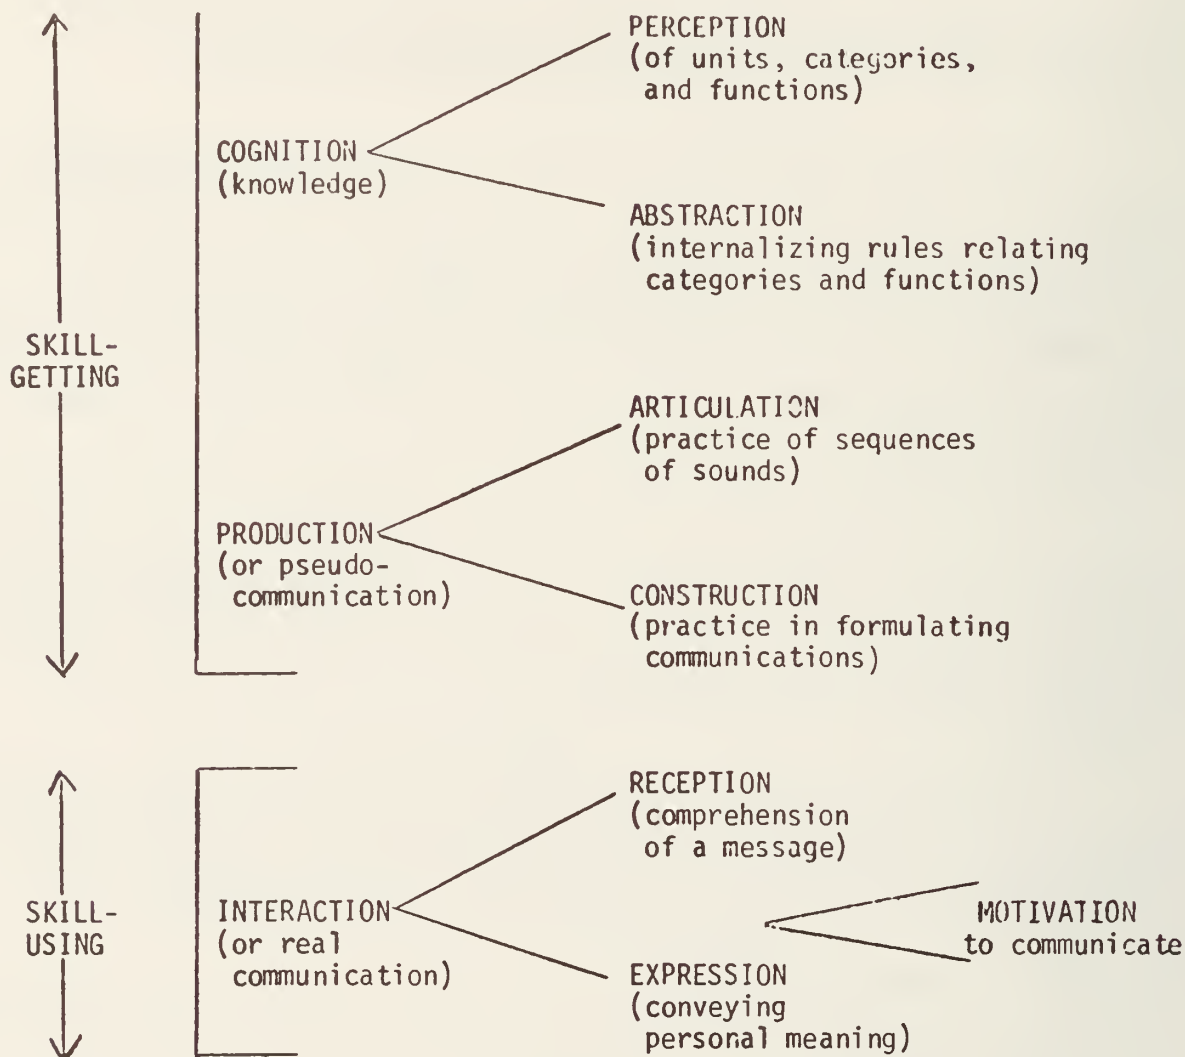 PERCEPTION
(of units, categories,
and functions)
COGNITION
(knowledge)
ABSTRACTION
(internalizing rules relating
categories and functions)
SKILL-
GETTING
ARTICULATION
(practice of sequences
of sounds)
PRODUCTION
(or pseudo-
communication)
CONSTRUCTION
(practice in formulating
communications)
RECEPTION
(comprehension
of a message)
SKILL-
USING
INTERACTION
(or real
communication)
MOTIVATION
to communicate
EXPRESSION
(conveying
personal meaning)